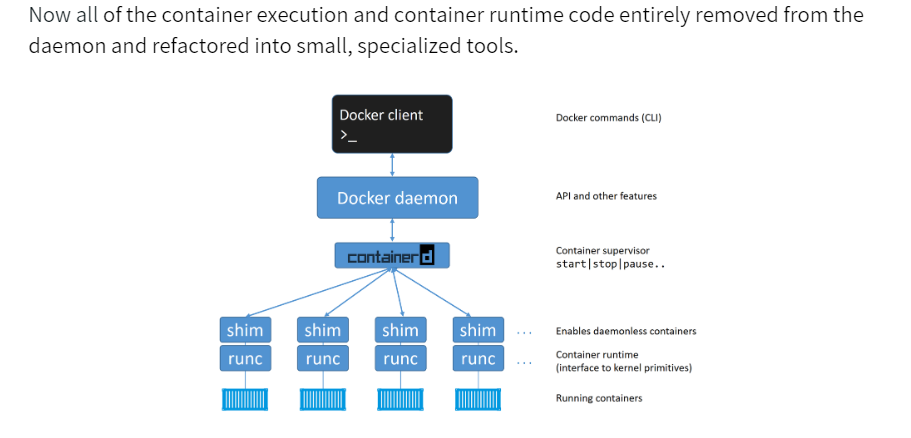 Now all of the container execution and container runtime code entirely removed from the
daemon and refactored into small, specialized tools.
Docker client
>_
Docker commands (CLI)
Docker daemon
API and other features
containerd
Container supervisor
start|stop|pause..
shim shim shim shim ...
Enables daemonless containers
runc runc runc runc ...
Container runtime
(interface to kernel primitives)
Running containers